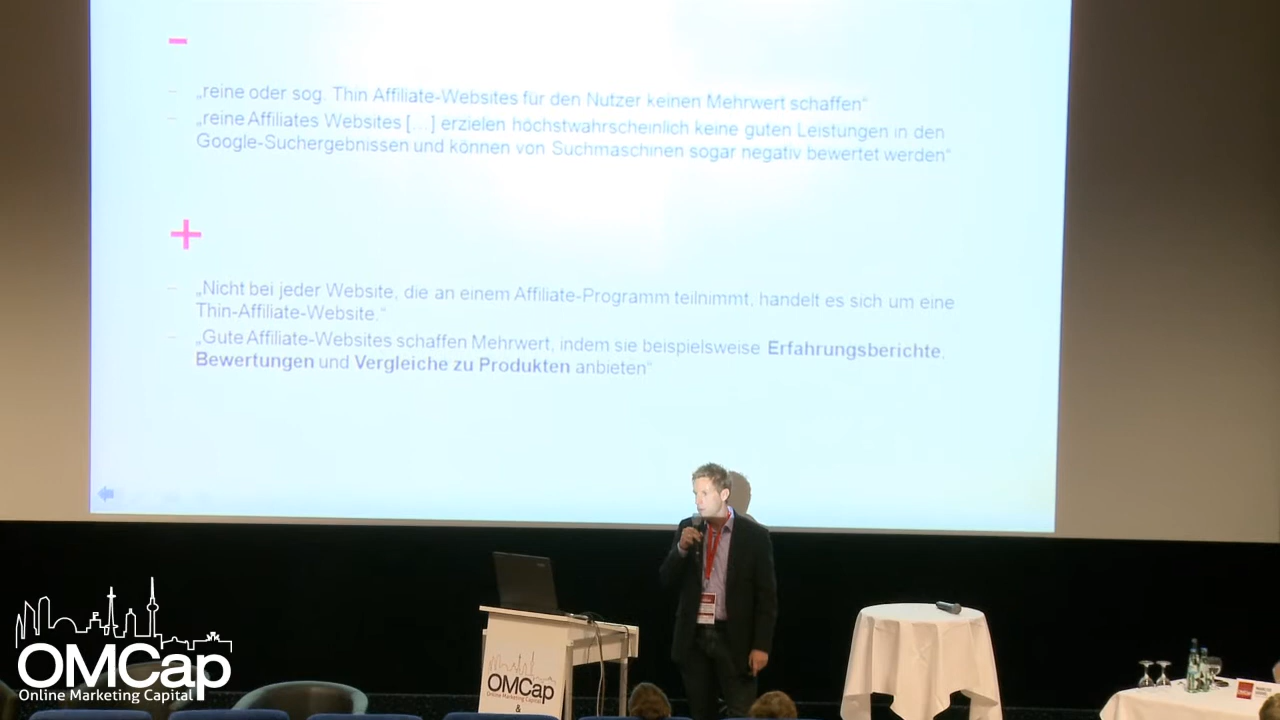 „reine oder sog. Thin Affiliate-Websites für den Nutzer keinen Mehrwert schaffen“
„reine Affiliates Websites [...] erzielen höchstwahrscheinlich keine guten Leistungen in den
Google-Suchergebnissen und können von Suchmaschinen sogar negativ bewertet werden“
„Nicht bei jeder Website, die an einem Affiliate-Programm teilnimmt, handelt es sich um eine
Thin-Affiliate-Website.“
„Gute Affiliate-Websites schaffen Mehrwert, indem sie beispielsweise Erfahrungsberichte,
Bewertungen und Vergleiche zu Produkten anbieten“
OMCap
Online Marketing Capital
&
OMCap
Online Marketing Capital